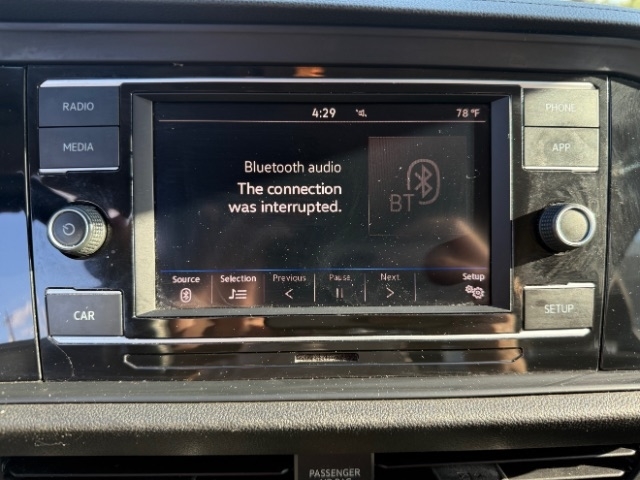 RADIO
MEDIA
CAR
4:29
78 °F
Bluetooth audio
The connection
was interrupted.
BT
Source
Selection
Previous
Pause
Next
Setup
PHONE
APP
SETUP
PASSENGER